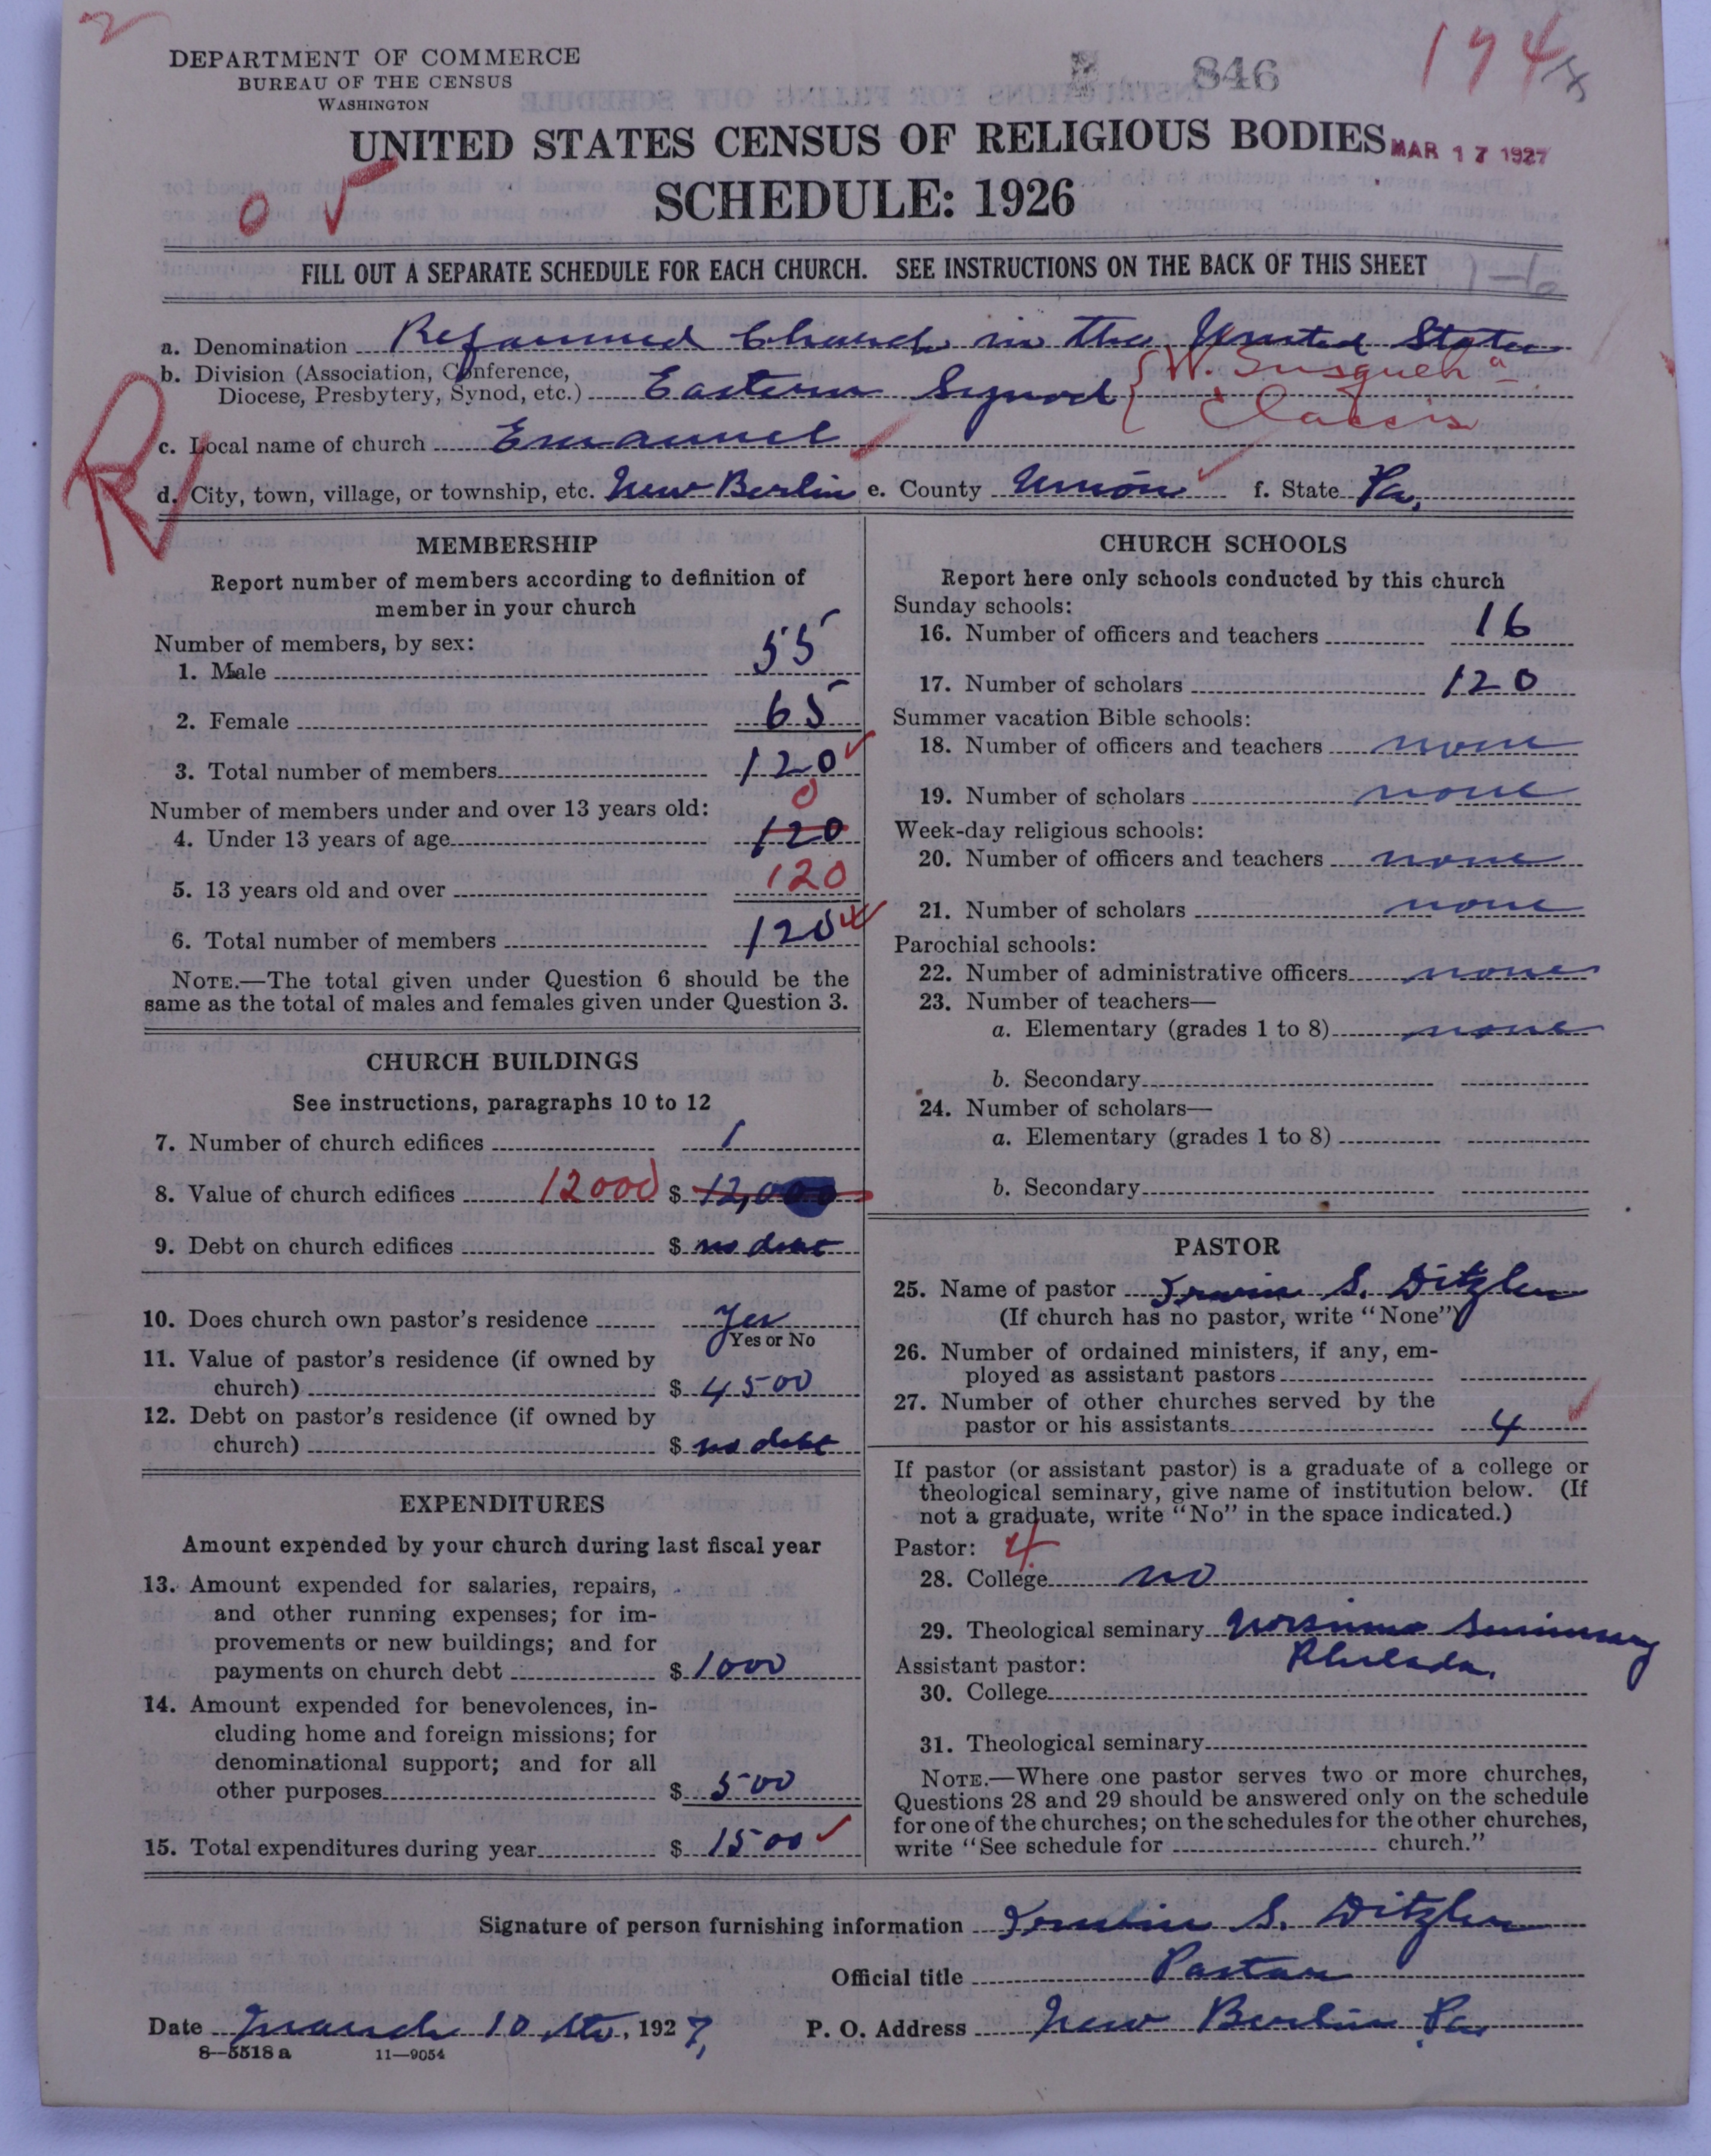 2
DEPARTMENT OF COMMERCE
BUREAU OF THE CENSUS
WASHINGTON
846
194
UNITED STATES CENSUS OF RELIGIOUS BODIES
MAR 17 1927
SCHEDULE: 1926
FILL OUT A SEPARATE SCHEDULE FOR EACH CHURCH. SEE INSTRUCTIONS ON THE BACK OF THIS SHEET
a. Denomination Reformed Church in the United States
b. Division (Association, Conference, Diocese, Presbytery, Synod, etc.) Eastern Synod { W. Susqueha
Classis
c. Local name of church Emanuel
d. City, town, village, or township, etc. New Berlin e. County Union f. State Pa.
R
MEMBERSHIP
Report number of members according to definition of
member in your church
Number of members, by sex:
1. Male 55
2. Female 65
3. Total number of members 120
Number of members under and over 13 years old:
0
4. Under 13 years of age 120
5. 13 years old and over 120
6. Total number of members 120
NOTE.—The total given under Question 6 should be the
same as the total of males and females given under Question 3.
CHURCH BUILDINGS
See instructions, paragraphs 10 to 12
7. Number of church edifices 1
8. Value of church edifices 12000 $ 12,000
9. Debt on church edifices $ no debt
10. Does church own pastor's residence Yes
Yes or No
11. Value of pastor's residence (if owned by
church) $ 4500
12. Debt on pastor's residence (if owned by
church) $ no debt
EXPENDITURES
Amount expended by your church during last fiscal year
13. Amount expended for salaries, repairs,
and other running expenses; for im-
provements or new buildings; and for
payments on church debt $ 1000
14. Amount expended for benevolences, in-
cluding home and foreign missions; for
denominational support; and for all
other purposes $ 500
15. Total expenditures during year $ 1500
CHURCH SCHOOLS
Report here only schools conducted by this church
Sunday schools:
16. Number of officers and teachers 16
17. Number of scholars 120
Summer vacation Bible schools:
18. Number of officers and teachers none
19. Number of scholars none
Week-day religious schools:
20. Number of officers and teachers none
21. Number of scholars none
Parochial schools:
22. Number of administrative officers none
23. Number of teachers—
a. Elementary (grades 1 to 8) none
b. Secondary
24. Number of scholars—
a. Elementary (grades 1 to 8)
b. Secondary
PASTOR
25. Name of pastor Irwin S. Ditzler
(If church has no pastor, write "None")
26. Number of ordained ministers, if any, em-
ployed as assistant pastors
27. Number of other churches served by the
pastor or his assistants 4
If pastor (or assistant pastor) is a graduate of a college or
theological seminary, give name of institution below. (If
not a graduate, write "No" in the space indicated.)
Pastor: 4
28. College no
29. Theological seminary Ursinus Seminary
Philada.
Assistant pastor:
30. College
31. Theological seminary
NOTE.—Where one pastor serves two or more churches,
Questions 28 and 29 should be answered only on the schedule
for one of the churches; on the schedules for the other churches,
write "See schedule for church."
Signature of person furnishing information Irwin S. Ditzler
Official title Pastor
Date March 10 th, 1927, P. O. Address New Berlin Pa.
8—5518 a 11—9054